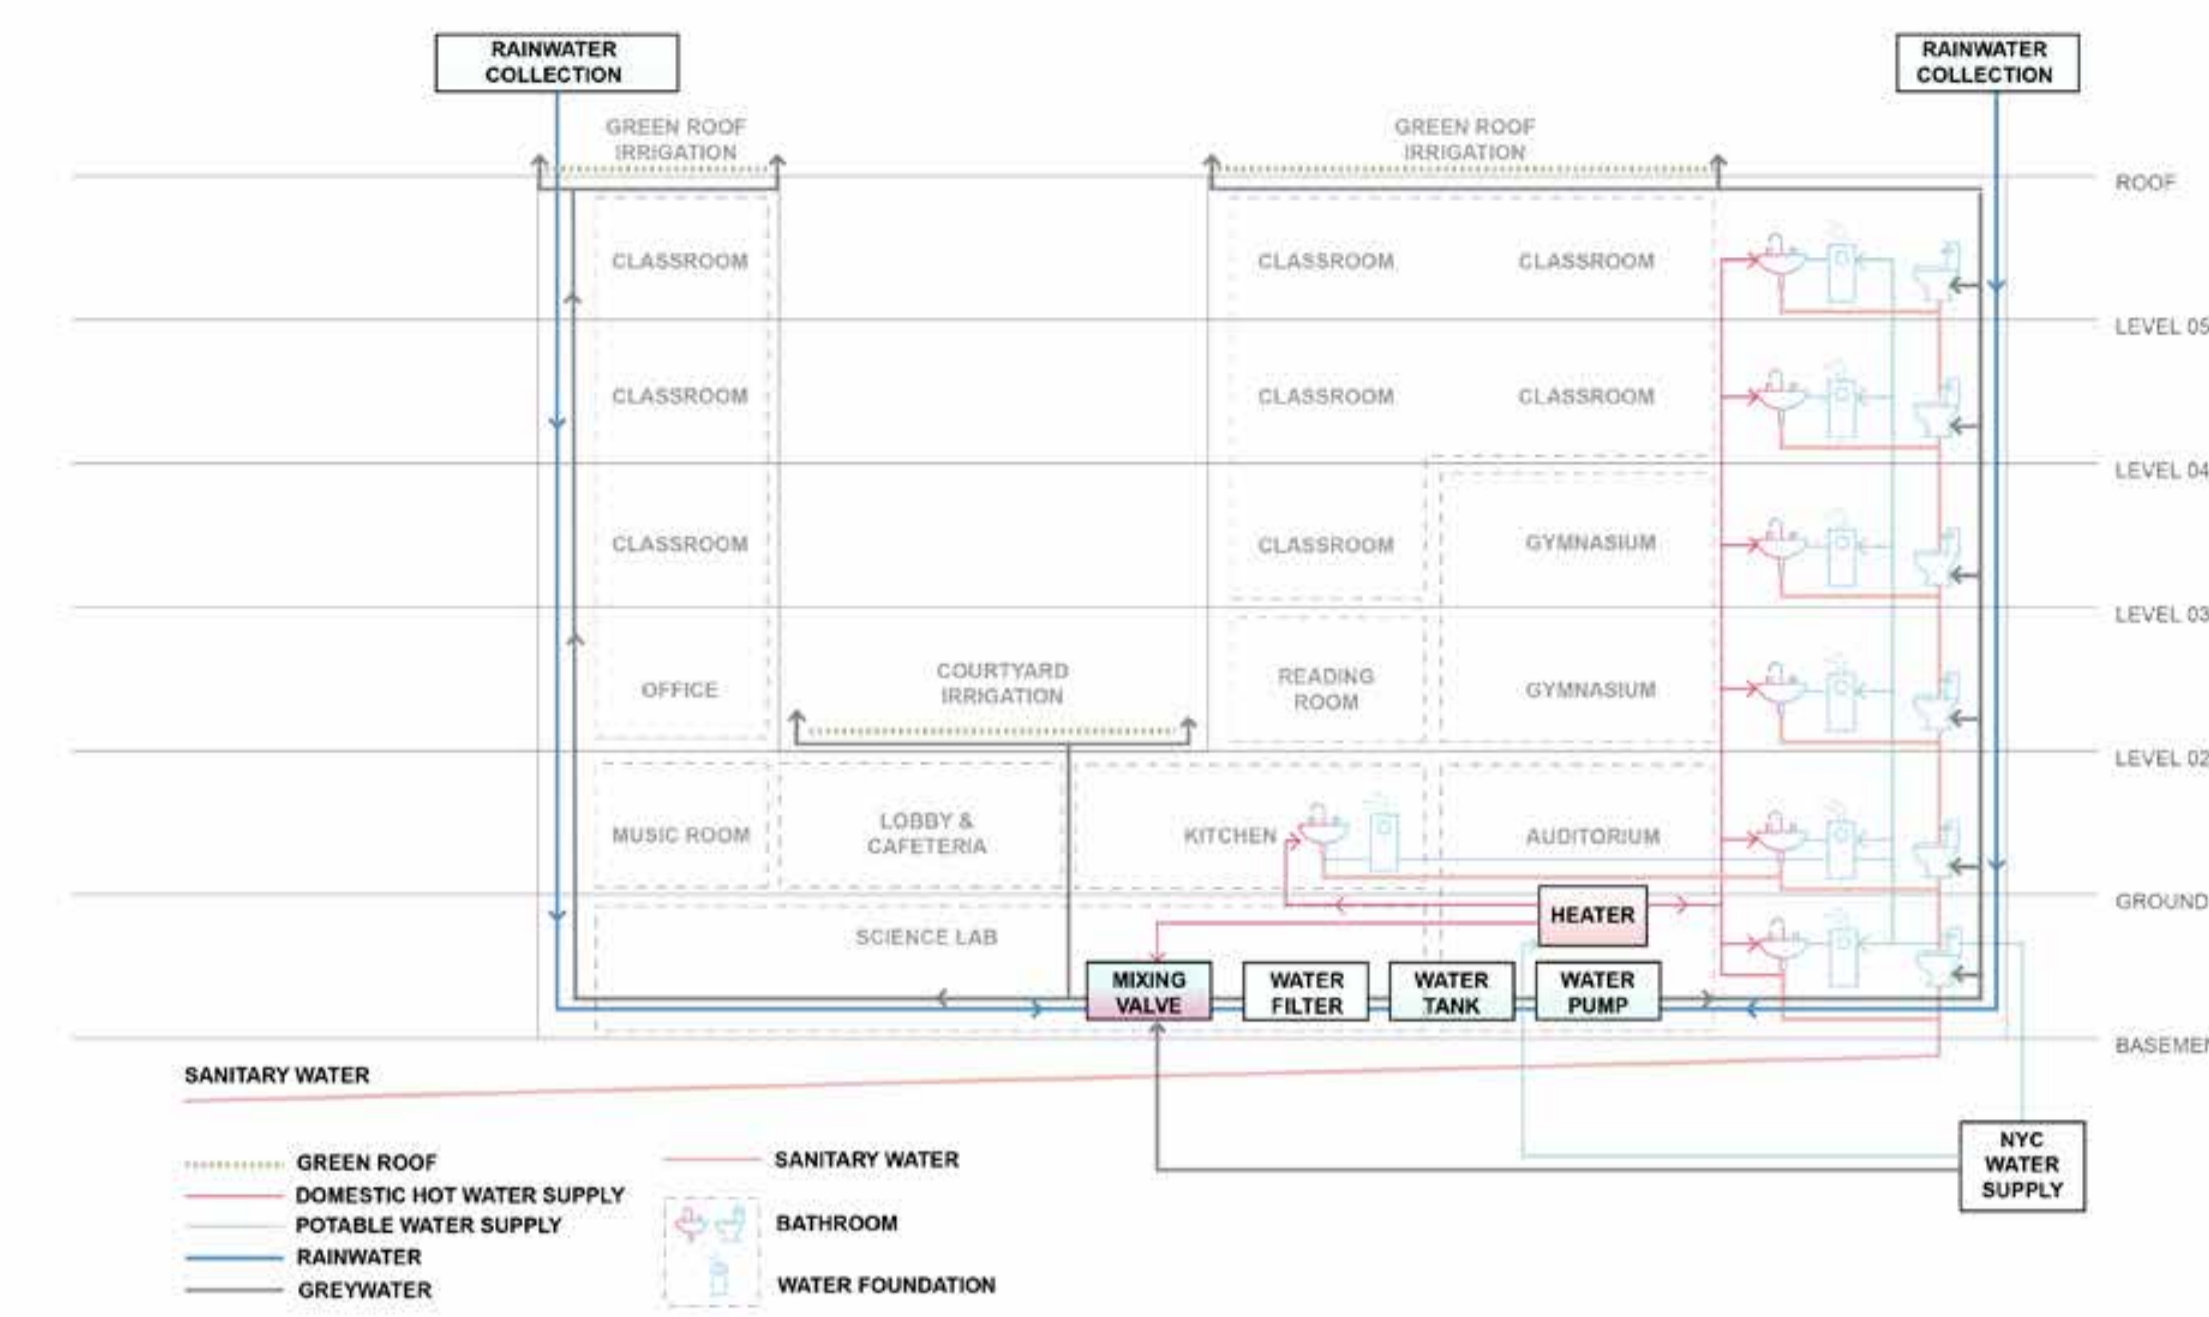 RAINWATER
COLLECTION
RAINWATER
COLLECTION
GREEN ROOF
IRRIGATION
GREEN ROOF
IRRIGATION
ROOF
CLASSROOM
CLASSROOM
CLASSROOM
LEVEL 05
CLASSROOM
CLASSROOM
CLASSROOM
LEVEL 04
CLASSROOM
CLASSROOM
GYMNASIUM
LEVEL 03
OFFICE
COURTYARD
IRRIGATION
READING
ROOM
GYMNASIUM
LEVEL 02
MUSIC ROOM
LOBBY &
CAFETERIA
KITCHEN
AUDITORIUM
GROUND
HEATER
SCIENCE LAB
MIXING
VALVE
WATER
FILTER
WATER
TANK
WATER
PUMP
BASEMEN
SANITARY WATER
NYC
WATER
SUPPLY
GREEN ROOF
DOMESTIC HOT WATER SUPPLY
POTABLE WATER SUPPLY
RAINWATER
GREYWATER
SANITARY WATER
BATHROOM
WATER FOUNDATION